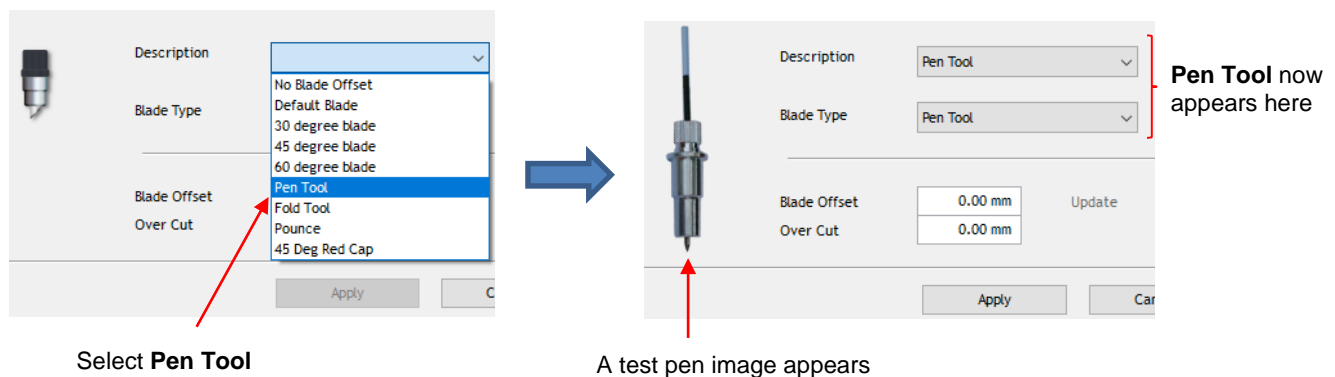 Description
No Blade Offset
Default Blade
Blade Type
30 degree blade
45 degree blade
60 degree blade
Pen Tool
Blade Offset
Fold Tool
Over Cut
Pounce
45 Deg Red Cap
Apply
C
Select Pen Tool
Description
Pen Tool
Blade Type
Pen Tool
Blade Offset
0.00 mm
Update
Over Cut
0.00 mm
Apply
Car
Pen Tool now
appears here
A test pen image appears